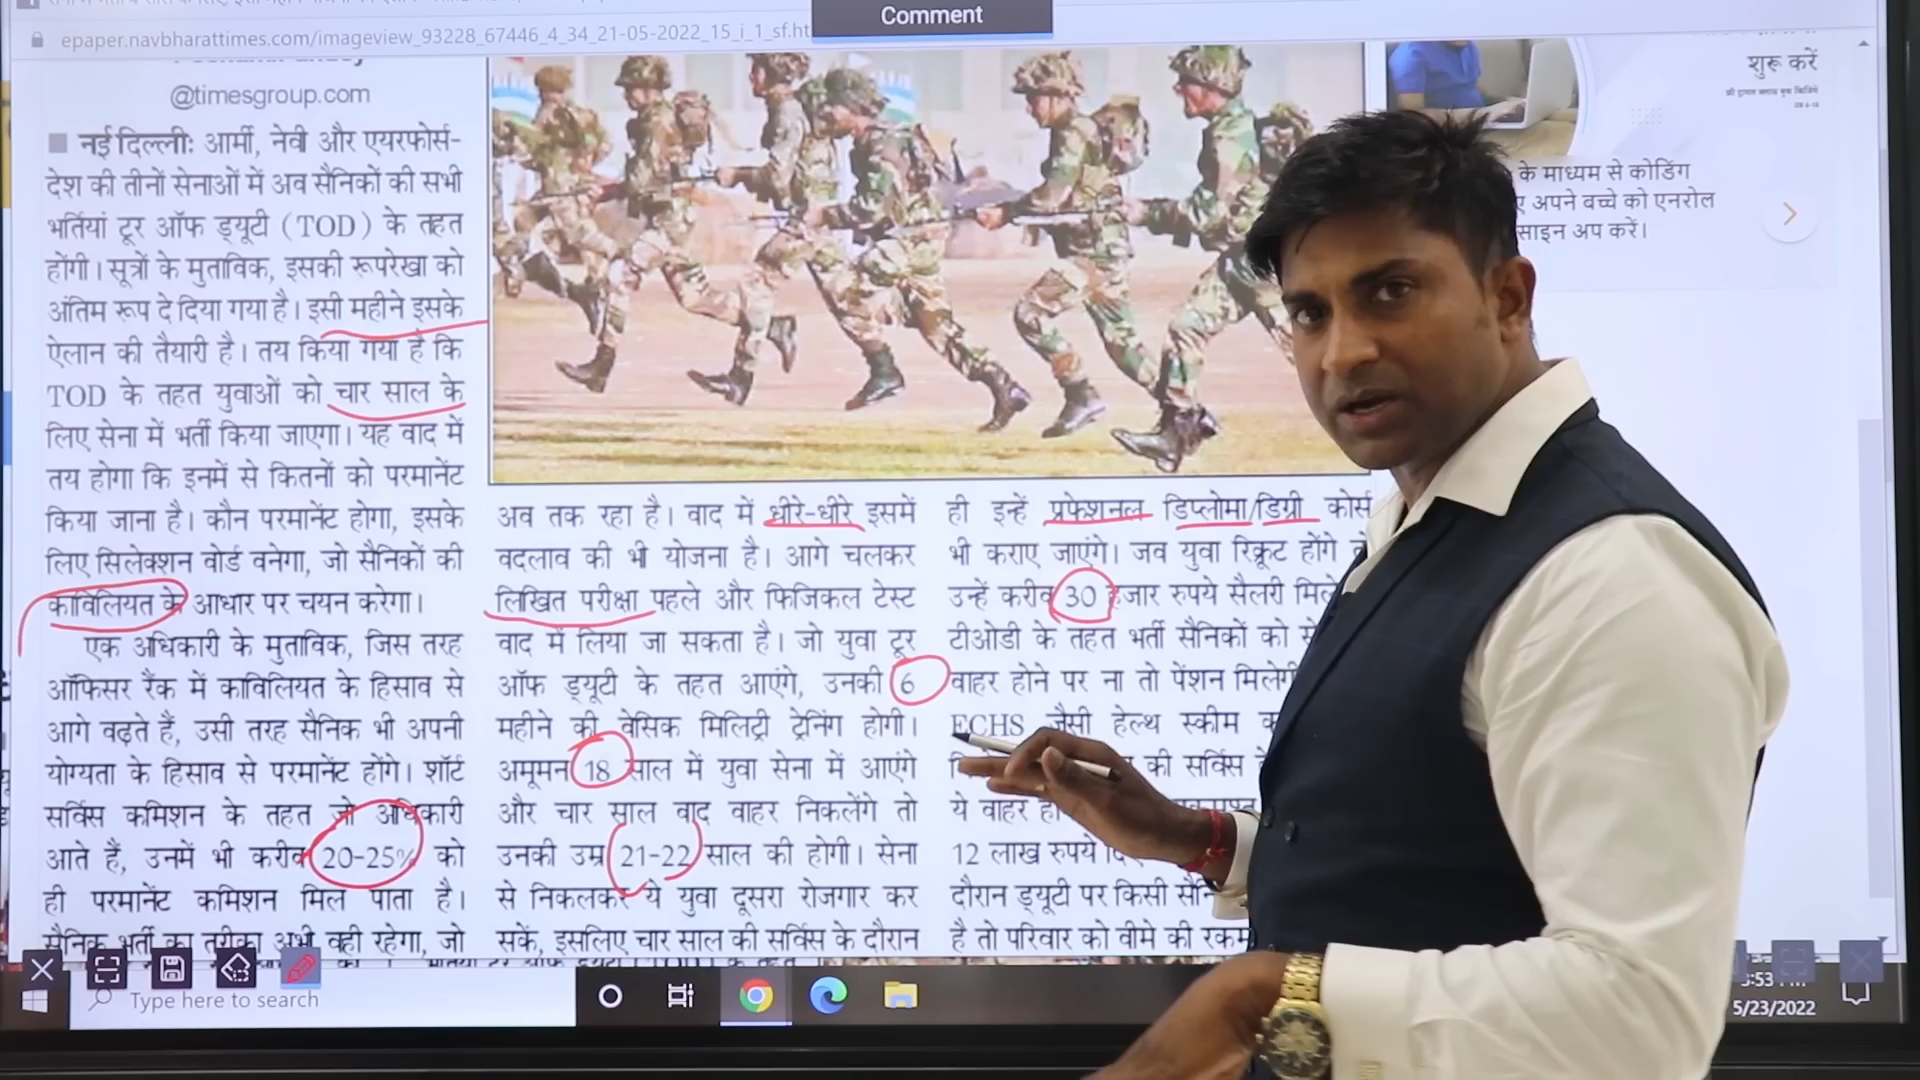 Comment
epaper.navbharattimes.com/imageview_93228_67446_4_34_21-05-2022_15_i_1_sf.ht
@timesgroup.com
नई दिल्लीः आर्मी, नेवी और एयरफोर्स-
देश की तीनों सेनाओं में अब सैनिकों की सभी
भर्तियां टूर ऑफ ड्यूटी (TOD) के तहत
होंगी। सूत्रों के मुताबिक, इसकी रूपरेखा को
अंतिम रूप दे दिया गया है। इसी महीने इसके
ऐलान की तैयारी है। तय किया गया है कि
TOD के तहत युवाओं को चार साल के
लिए सेना में भर्ती किया जाएगा। यह बाद में
तय होगा कि इनमें से कितनों को परमानेंट
किया जाना है। कौन परमानेंट होगा, इसके
लिए सिलेक्शन बोर्ड बनेगा, जो सैनिकों की
काबिलियत के आधार पर चयन करेगा।
एक अधिकारी के मुताबिक, जिस तरह
ऑफिसर रैंक में काबिलियत के हिसाब से
आगे बढ़ते हैं, उसी तरह सैनिक भी अपनी
योग्यता के हिसाब से परमानेंट होंगे। शॉर्ट
सर्विस कमिशन के तहत जो अधिकारी
आते हैं, उनमें भी करीब 20-25% को
ही परमानेंट कमिशन मिल पाता है।
सैनिक भर्ती का तरीका अभी वही रहेगा, जो
अब तक रहा है। बाद में धीरे-धीरे इसमें
बदलाव की भी योजना है। आगे चलकर
लिखित परीक्षा पहले और फिजिकल टेस्ट
बाद में लिया जा सकता है। जो युवा टूर
ऑफ ड्यूटी के तहत आएंगे, उनकी 6
महीने की बेसिक मिलिट्री ट्रेनिंग होगी।
अमूमन 18 साल में युवा सेना में आएंगे
और चार साल बाद बाहर निकलेंगे तो
उनकी उम्र 21-22 साल की होगी। सेना
से निकलकर ये युवा दूसरा रोजगार कर
सकें, इसलिए चार साल की सर्विस के दौरान
ही इन्हें प्रफेशनल डिप्लोमा/डिग्री कोर्स
भी कराए जाएंगे। जब युवा रिक्रूट होंगे
उन्हें करीब 30 हजार रुपये सैलरी
टीओडी के तहत भर्ती सैनिकों को
बाहर होने पर ना तो पेंशन मिलेगी
ECHS जैसी हेल्थ स्कीम
की सर्विस
ये बाहर
12 लाख रुपये
दौरान ड्यूटी पर किसी
है तो परिवार को बीमे की रकम
शुरू करें
के माध्यम से कोडिंग
अपने बच्चे को एनरोल
साइन अप करें।
Type here to search
5/23/2022